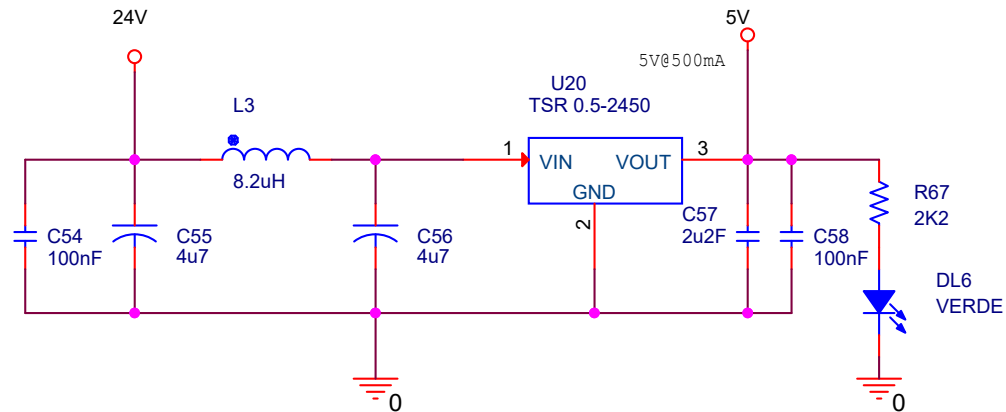 24V
5V
5V@500mA
U20
TSR 0.5-2450
L3
8.2uH
1
VIN
VOUT
3
GND
2
C54
100nF
C55
4u7
C56
4u7
C57
2u2F
C58
100nF
R67
2K2
DL6
VERDE
0
0